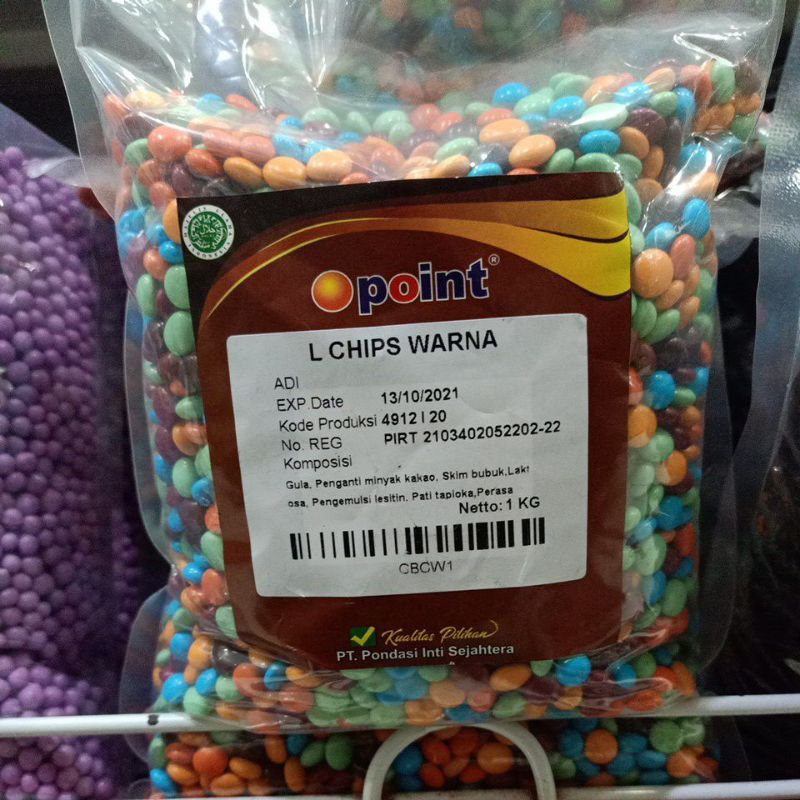 point®
L CHIPS WARNA
ADI
EXP.Date 13/10/2021
Kode Produksi 4912 I 20
No. REG PIRT 2103402052202-22
Komposisi
Gula, Penganti minyak kakao, Skim bubuk,Lakt
osa, Pengemulsi lesitin, Pati tapioka,Perasa
Netto: 1 KG
CBCW1
Kualitas Pilihan
PT. Pondasi Inti Sejahtera